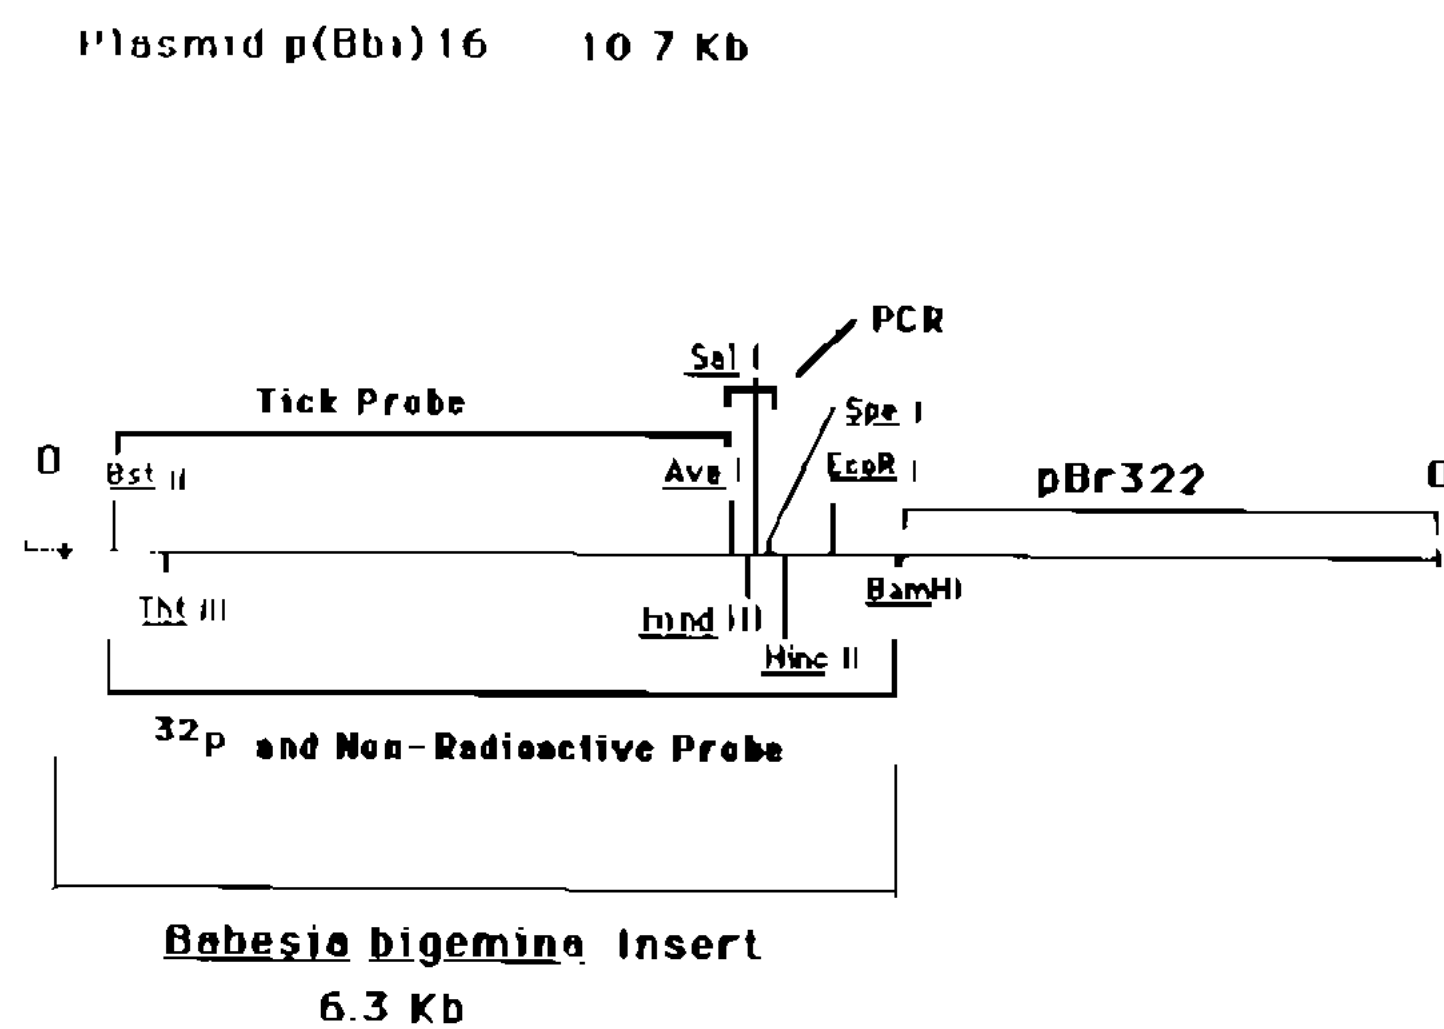 Plasmid p(Bbi)16 10 7 Kb
PCR
Sal I
Tick Probe
Spe I
0
Bst II
Ava I
EcoR I
pBr322
0
BamHI
Tht III
Hind III
Hinc II
32P and Non-Radioactive Probe
Babesia bigemina Insert
6.3 Kb